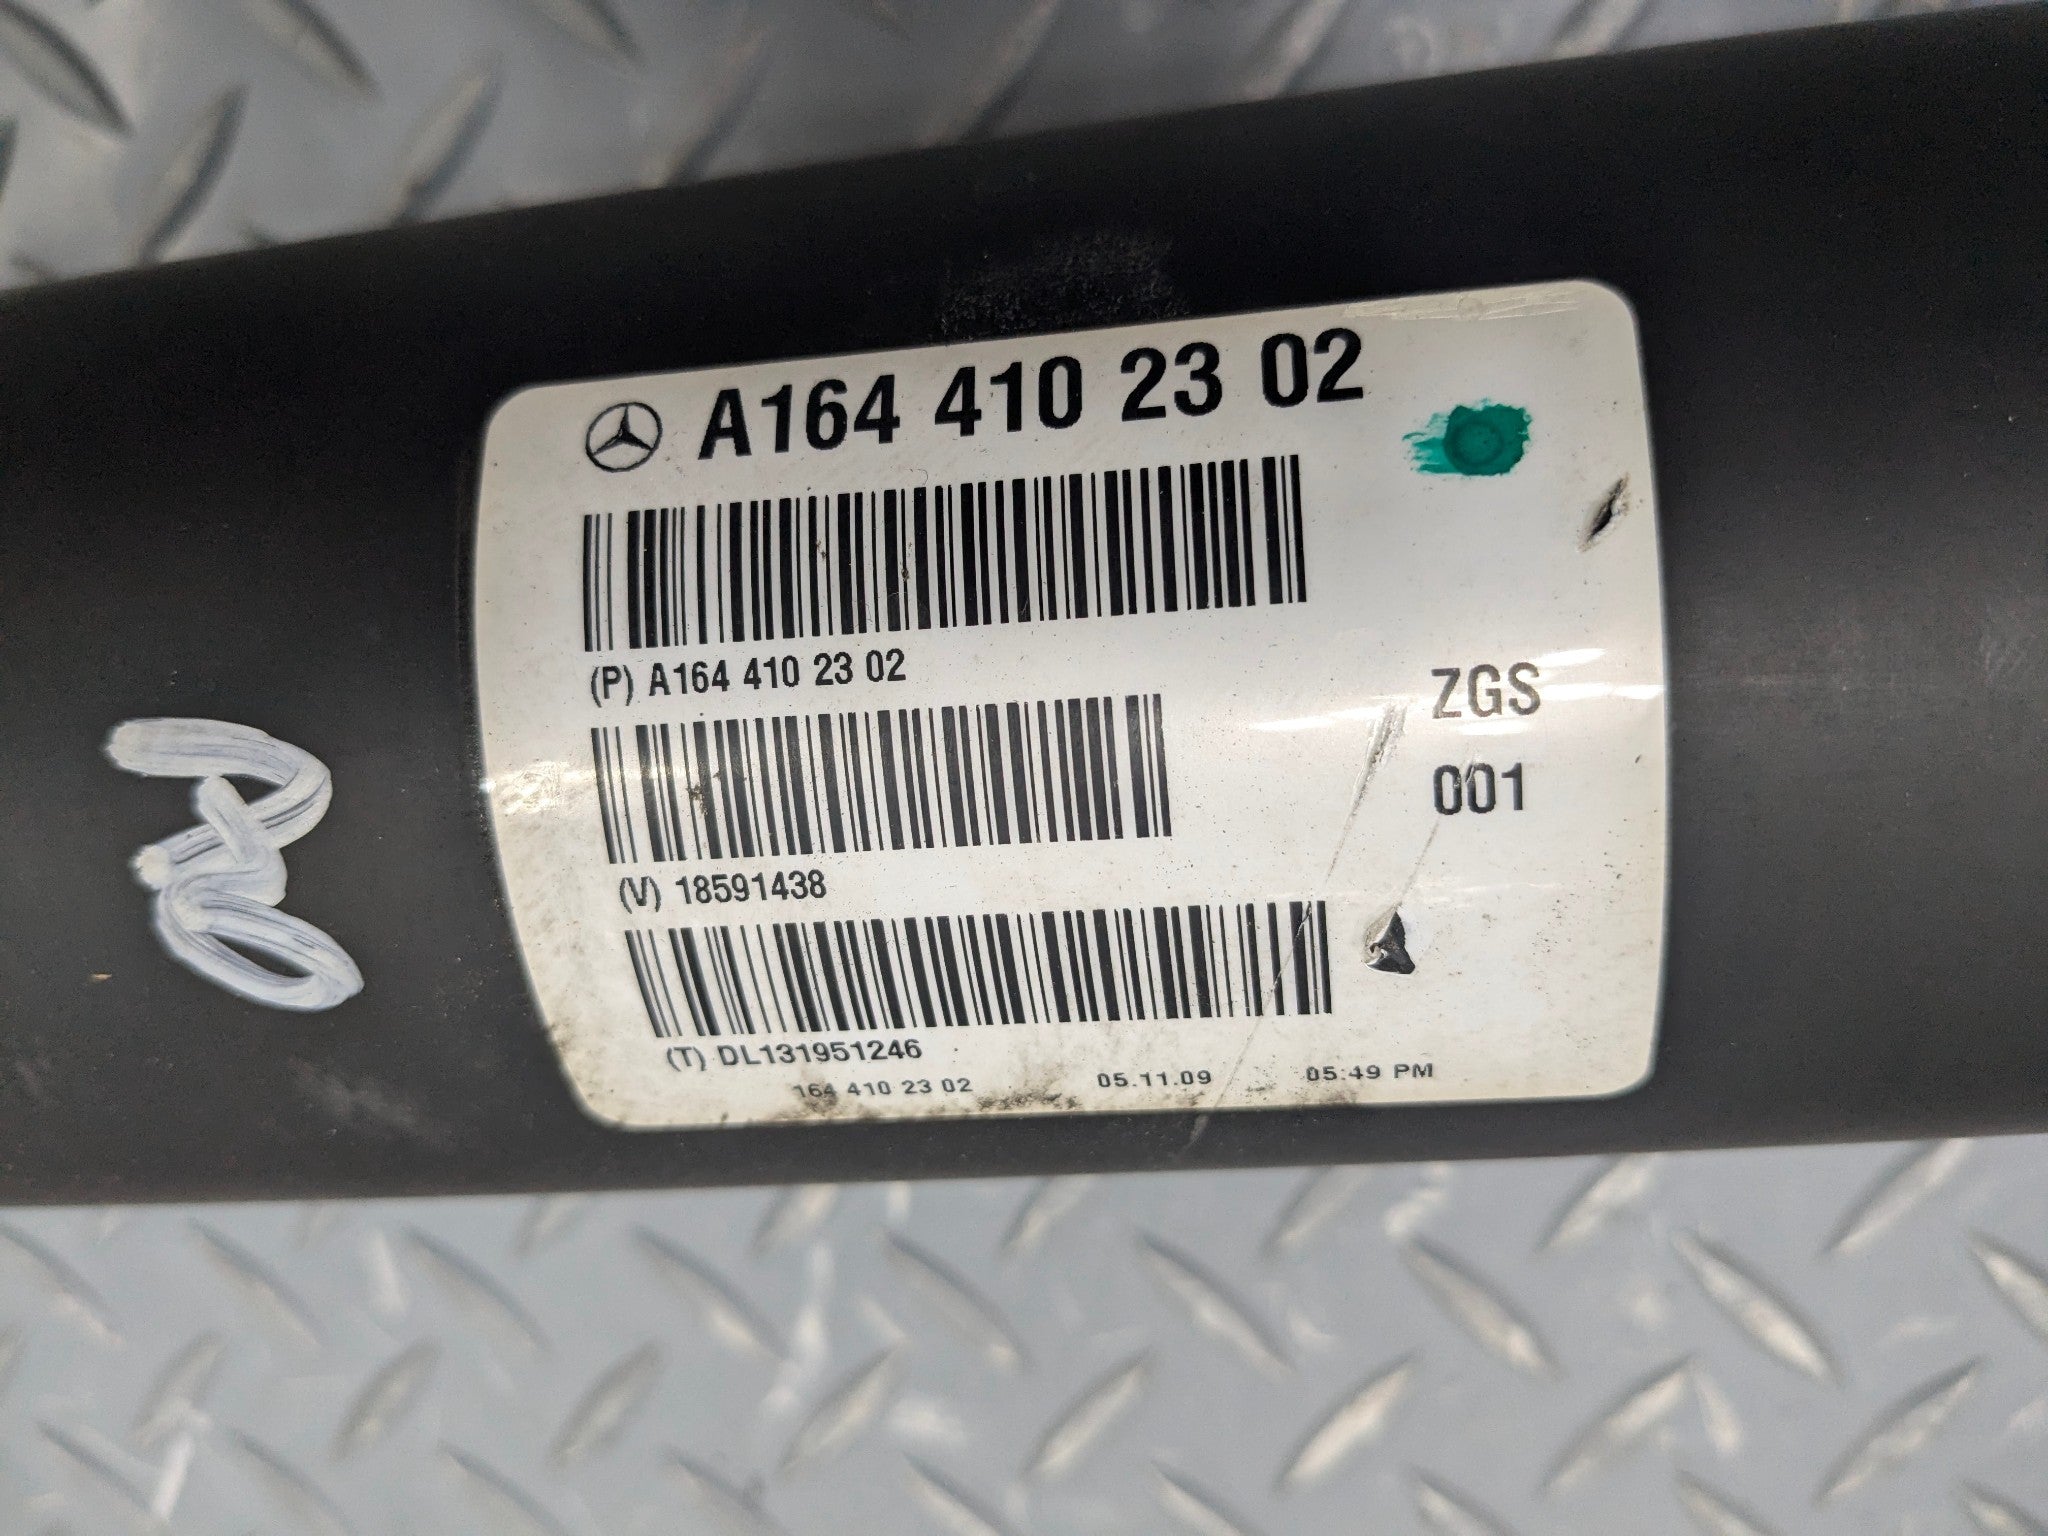 A164 410 23 02
(P) A164 410 23 02
ZGS
001
(V) 18591438
(T) DL131951246
164 410 23 02 05.11.09 05:49 PM